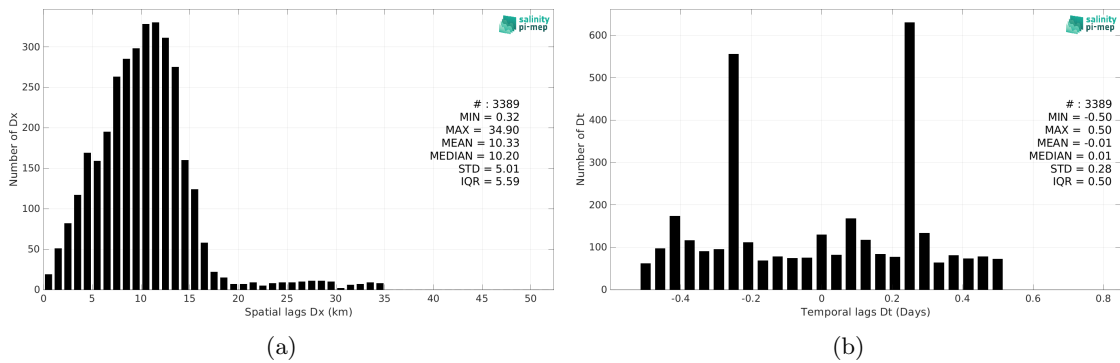 salinity
pi-mep
300
250
200
150
100
50
0
Number of Dx
# : 3389
MIN = 0.32
MAX = 34.90
MEAN = 10.33
MEDIAN = 10.20
STD = 5.01
IQR = 5.59
0 5 10 15 20 25 30 35 40 45 50
Spatial lags Dx (km)
(a)
salinity
pi-mep
600
500
400
300
200
100
0
Number of Dt
# : 3389
MIN = -0.50
MAX = 0.50
MEAN = -0.01
MEDIAN = 0.01
STD = 0.28
IQR = 0.50
-0.4 -0.2 0 0.2 0.4 0.6 0.8
Temporal lags Dt (Days)
(b)